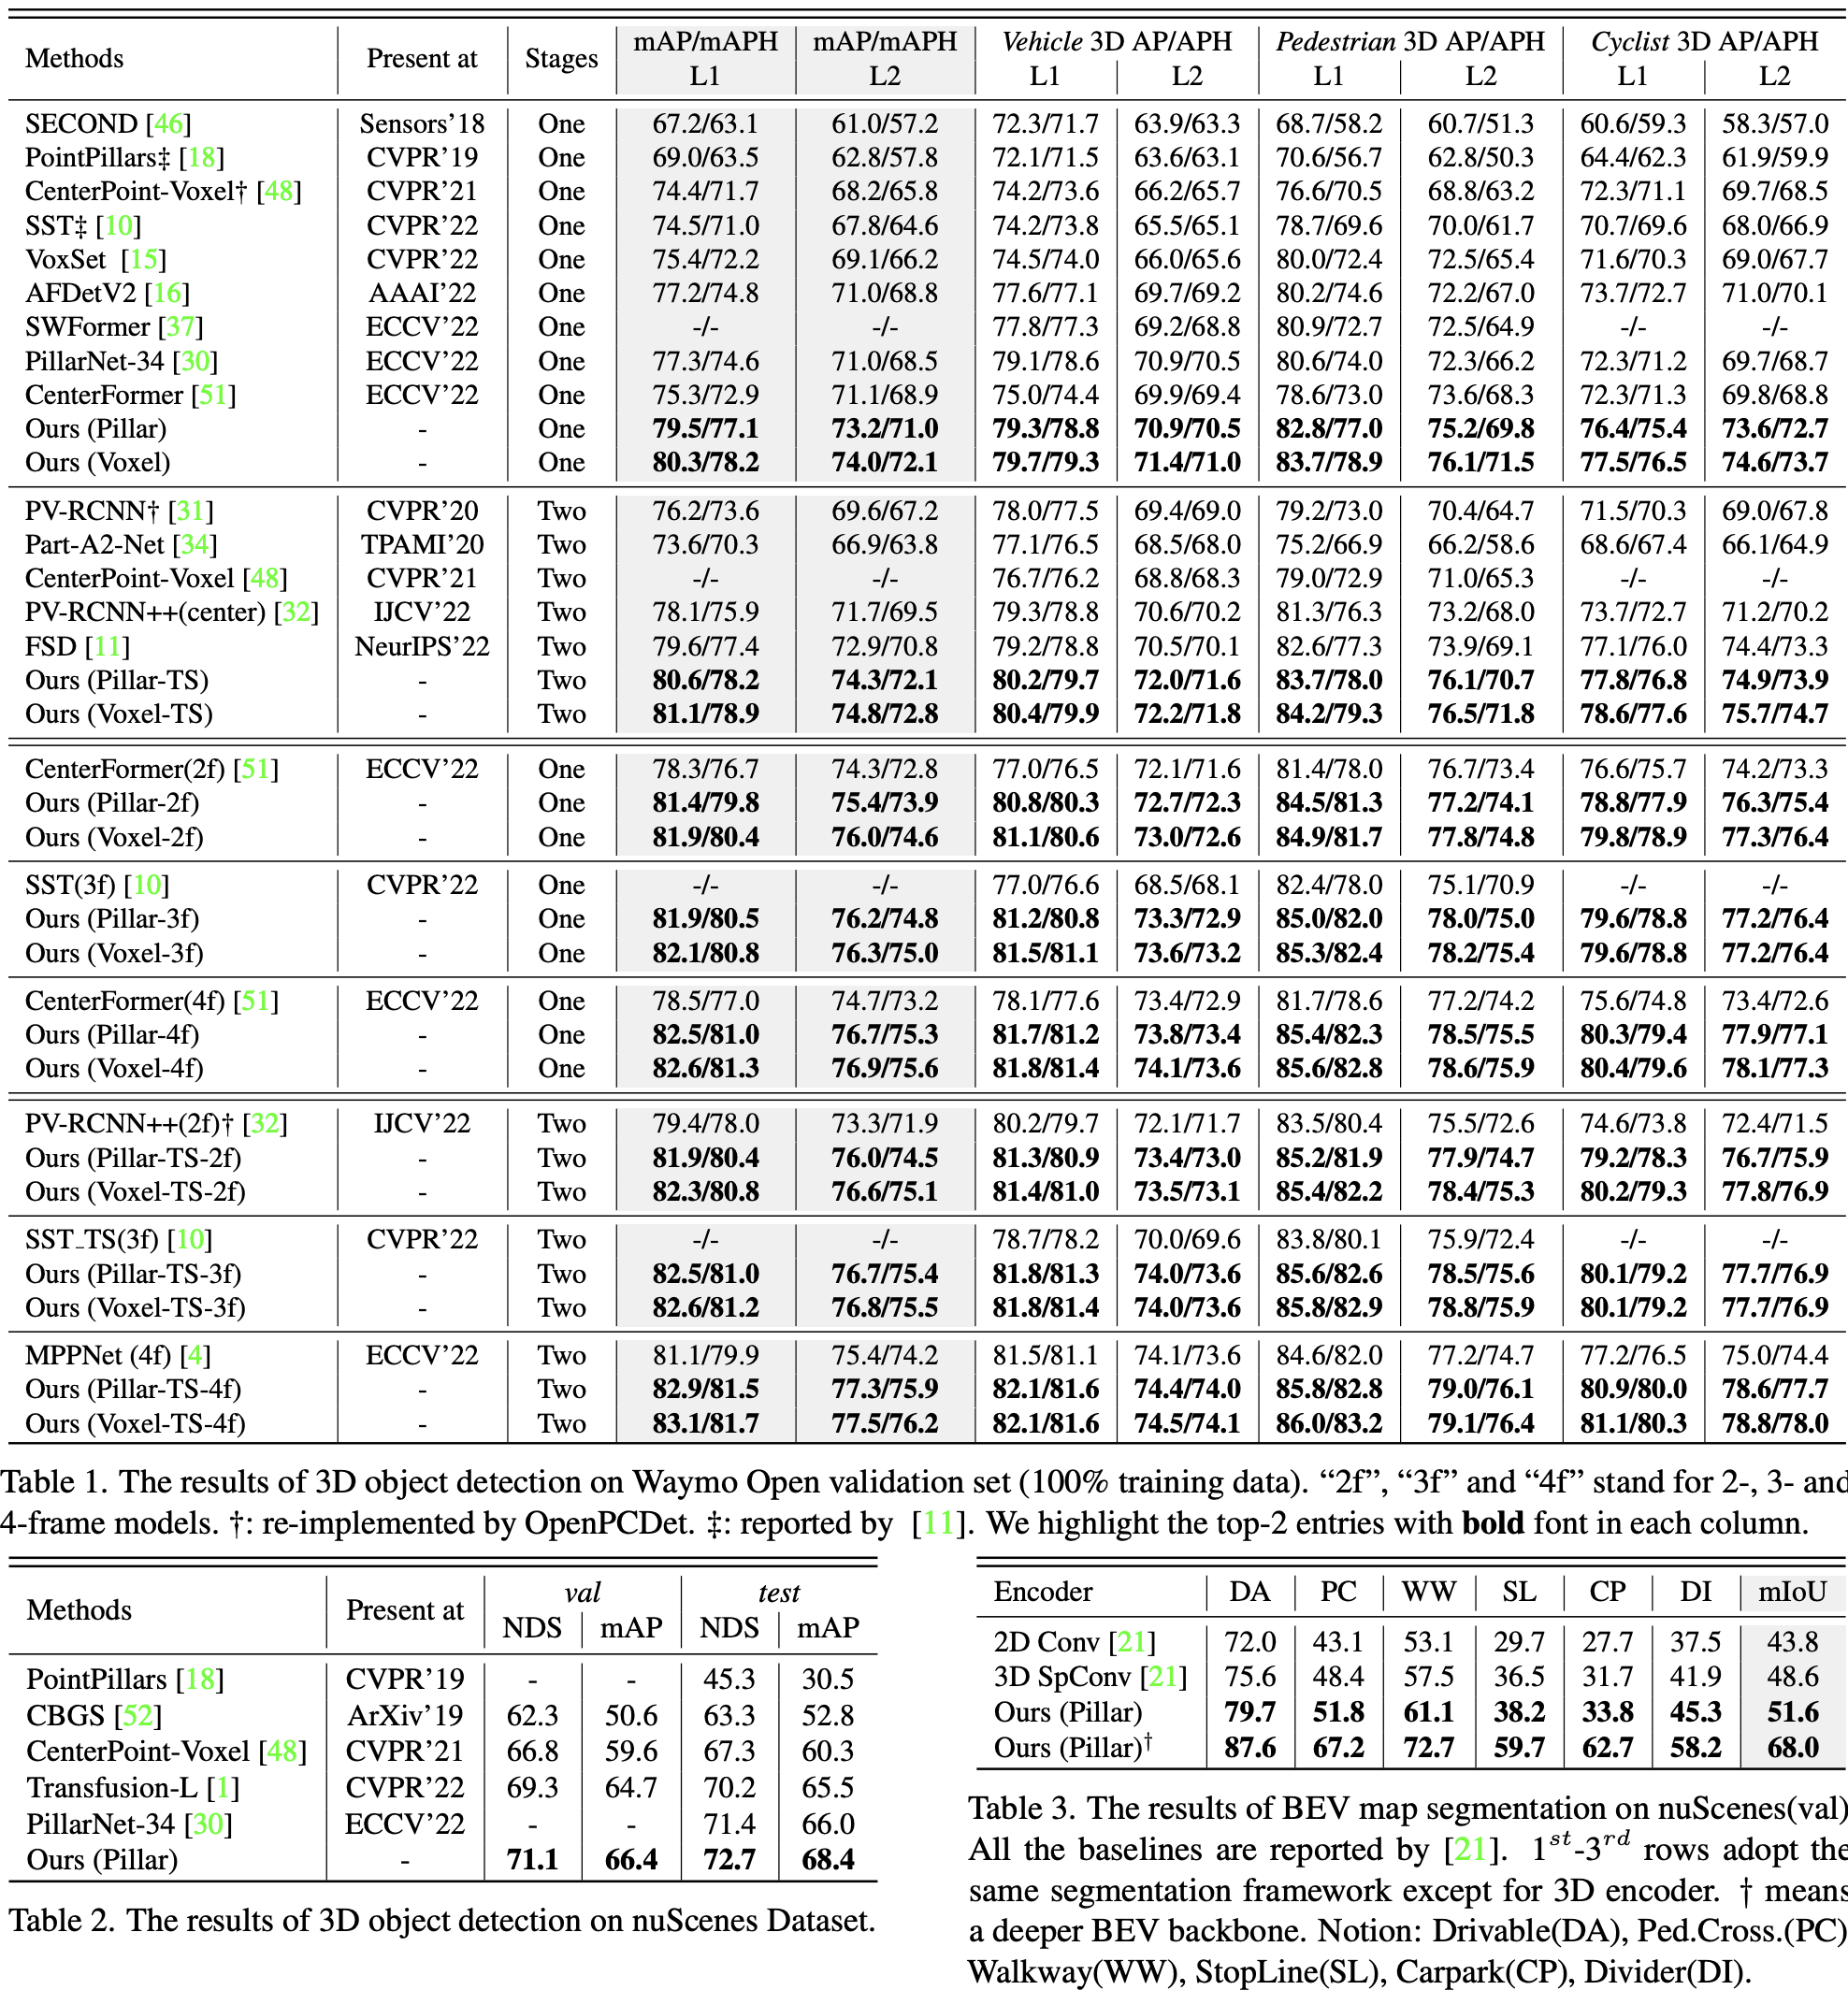 Methods Present at Stages mAP/mAPH mAP/mAPH Vehicle 3D AP/APH Pedestrian 3D AP/APH Cyclist 3D AP/APH
L1 L2 L1 L2 L1 L2 L1 L2
SECOND [46] Sensors’18 One 67.2/63.1 61.0/57.2 72.3/71.7 63.9/63.3 68.7/58.2 60.7/51.3 60.6/59.3 58.3/57.0
PointPillars‡ [18] CVPR’19 One 69.0/63.5 62.8/57.8 72.1/71.5 63.6/63.1 70.6/56.7 62.8/50.3 64.4/62.3 61.9/59.9
CenterPoint-Voxel† [48] CVPR’21 One 74.4/71.7 68.2/65.8 74.2/73.6 66.2/65.7 76.6/70.5 68.8/63.2 72.3/71.1 69.7/68.5
SST‡ [10] CVPR’22 One 74.5/71.0 67.8/64.6 74.2/73.8 65.5/65.1 78.7/69.6 70.0/61.7 70.7/69.6 68.0/66.9
VoxSet [15] CVPR’22 One 75.4/72.2 69.1/66.2 74.5/74.0 66.0/65.6 80.0/72.4 72.5/65.4 71.6/70.3 69.0/67.7
AFDetV2 [16] AAAI’22 One 77.2/74.8 71.0/68.8 77.6/77.1 69.7/69.2 80.2/74.6 72.2/67.0 73.7/72.7 71.0/70.1
SWFormer [37] ECCV’22 One -/- -/- 77.8/77.3 69.2/68.8 80.9/72.7 72.5/64.9 -/- -/-
PillarNet-34 [30] ECCV’22 One 77.3/74.6 71.0/68.5 79.1/78.6 70.9/70.5 80.6/74.0 72.3/66.2 72.3/71.2 69.7/68.7
CenterFormer [51] ECCV’22 One 75.3/72.9 71.1/68.9 75.0/74.4 69.9/69.4 78.6/73.0 73.6/68.3 72.3/71.3 69.8/68.8
Ours (Pillar) - One 79.5/77.1 73.2/71.0 79.3/78.8 70.9/70.5 82.8/77.0 75.2/69.8 76.4/75.4 73.6/72.7
Ours (Voxel) - One 80.3/78.2 74.0/72.1 79.7/79.3 71.4/71.0 83.7/78.9 76.1/71.5 77.5/76.5 74.6/73.7
PV-RCNN† [31] CVPR’20 Two 76.2/73.6 69.6/67.2 78.0/77.5 69.4/69.0 79.2/73.0 70.4/64.7 71.5/70.3 69.0/67.8
Part-A2-Net [34] TPAMI’20 Two 73.6/70.3 66.9/63.8 77.1/76.5 68.5/68.0 75.2/66.9 66.2/58.6 68.6/67.4 66.1/64.9
CenterPoint-Voxel [48] CVPR’21 Two -/- -/- 76.7/76.2 68.8/68.3 79.0/72.9 71.0/65.3 -/- -/-
PV-RCNN++(center) [32] IJCV’22 Two 78.1/75.9 71.7/69.5 79.3/78.8 70.6/70.2 81.3/76.3 73.2/68.0 73.7/72.7 71.2/70.2
FSD [11] NeurIPS’22 Two 79.6/77.4 72.9/70.8 79.2/78.8 70.5/70.1 82.6/77.3 73.9/69.1 77.1/76.0 74.4/73.3
Ours (Pillar-TS) - Two 80.6/78.2 74.3/72.1 80.2/79.7 72.0/71.6 83.7/78.0 76.1/70.7 77.8/76.8 74.9/73.9
Ours (Voxel-TS) - Two 81.1/78.9 74.8/72.8 80.4/79.9 72.2/71.8 84.2/79.3 76.5/71.8 78.6/77.6 75.7/74.7
CenterFormer(2f) [51] ECCV’22 One 78.3/76.7 74.3/72.8 77.0/76.5 72.1/71.6 81.4/78.0 76.7/73.4 76.6/75.7 74.2/73.3
Ours (Pillar-2f) - One 81.4/79.8 75.4/73.9 80.8/80.3 72.7/72.3 84.5/81.3 77.2/74.1 78.8/77.9 76.3/75.4
Ours (Voxel-2f) - One 81.9/80.4 76.0/74.6 81.1/80.6 73.0/72.6 84.9/81.7 77.8/74.8 79.8/78.9 77.3/76.4
SST(3f) [10] CVPR’22 One -/- -/- 77.0/76.6 68.5/68.1 82.4/78.0 75.1/70.9 -/- -/-
Ours (Pillar-3f) - One 81.9/80.5 76.2/74.8 81.2/80.8 73.3/72.9 85.0/82.0 78.0/75.0 79.6/78.8 77.2/76.4
Ours (Voxel-3f) - One 82.1/80.8 76.3/75.0 81.5/81.1 73.6/73.2 85.3/82.4 78.2/75.4 79.6/78.8 77.2/76.4
CenterFormer(4f) [51] ECCV’22 One 78.5/77.0 74.7/73.2 78.1/77.6 73.4/72.9 81.7/78.6 77.2/74.2 75.6/74.8 73.4/72.6
Ours (Pillar-4f) - One 82.5/81.0 76.7/75.3 81.7/81.2 73.8/73.4 85.4/82.3 78.5/75.5 80.3/79.4 77.9/77.1
Ours (Voxel-4f) - One 82.6/81.3 76.9/75.6 81.8/81.4 74.1/73.6 85.6/82.8 78.6/75.9 80.4/79.6 78.1/77.3
PV-RCNN++(2f)† [32] IJCV’22 Two 79.4/78.0 73.3/71.9 80.2/79.7 72.1/71.7 83.5/80.4 75.5/72.6 74.6/73.8 72.4/71.5
Ours (Pillar-TS-2f) - Two 81.9/80.4 76.0/74.5 81.3/80.9 73.4/73.0 85.2/81.9 77.9/74.7 79.2/78.3 76.7/75.9
Ours (Voxel-TS-2f) - Two 82.3/80.8 76.6/75.1 81.4/81.0 73.5/73.1 85.4/82.2 78.4/75.3 80.2/79.3 77.8/76.9
SST_TS(3f) [10] CVPR’22 Two -/- -/- 78.7/78.2 70.0/69.6 83.8/80.1 75.9/72.4 -/- -/-
Ours (Pillar-TS-3f) - Two 82.5/81.0 76.7/75.4 81.8/81.3 74.0/73.6 85.6/82.6 78.5/75.6 80.1/79.2 77.7/76.9
Ours (Voxel-TS-3f) - Two 82.6/81.2 76.8/75.5 81.8/81.4 74.0/73.6 85.8/82.9 78.8/75.9 80.1/79.2 77.7/76.9
MPPNet (4f) [4] ECCV’22 Two 81.1/79.9 75.4/74.2 81.5/81.1 74.1/73.6 84.6/82.0 77.2/74.7 77.2/76.5 75.0/74.4
Ours (Pillar-TS-4f) - Two 82.9/81.5 77.3/75.9 82.1/81.6 74.4/74.0 85.8/82.8 79.0/76.1 80.9/80.0 78.6/77.7
Ours (Voxel-TS-4f) - Two 83.1/81.7 77.5/76.2 82.1/81.6 74.5/74.1 86.0/83.2 79.1/76.4 81.1/80.3 78.8/78.0
Table 1. The results of 3D object detection on Waymo Open validation set (100% training data). “2f”, “3f” and “4f” stand for 2-, 3- and
4-frame models. †: re-implemented by OpenPCDet. ‡: reported by [11]. We highlight the top-2 entries with bold font in each column.
Methods Present at val test
NDS mAP NDS mAP
PointPillars [18] CVPR’19 - - 45.3 30.5
CBGS [52] ArXiv’19 62.3 50.6 63.3 52.8
CenterPoint-Voxel [48] CVPR’21 66.8 59.6 67.3 60.3
Transfusion-L [1] CVPR’22 69.3 64.7 70.2 65.5
PillarNet-34 [30] ECCV’22 - - 71.4 66.0
Ours (Pillar) - 71.1 66.4 72.7 68.4
Table 2. The results of 3D object detection on nuScenes Dataset.
Encoder DA PC WW SL CP DI mIoU
2D Conv [21] 72.0 43.1 53.1 29.7 27.7 37.5 43.8
3D SpConv [21] 75.6 48.4 57.5 36.5 31.7 41.9 48.6
Ours (Pillar) 79.7 51.8 61.1 38.2 33.8 45.3 51.6
Ours (Pillar)† 87.6 67.2 72.7 59.7 62.7 58.2 68.0
Table 3. The results of BEV map segmentation on nuScenes(val)
All the baselines are reported by [21]. 1st-3rd rows adopt the
same segmentation framework except for 3D encoder. † means
a deeper BEV backbone. Notion: Drivable(DA), Ped.Cross.(PC)
Walkway(WW), StopLine(SL), Carpark(CP), Divider(DI).